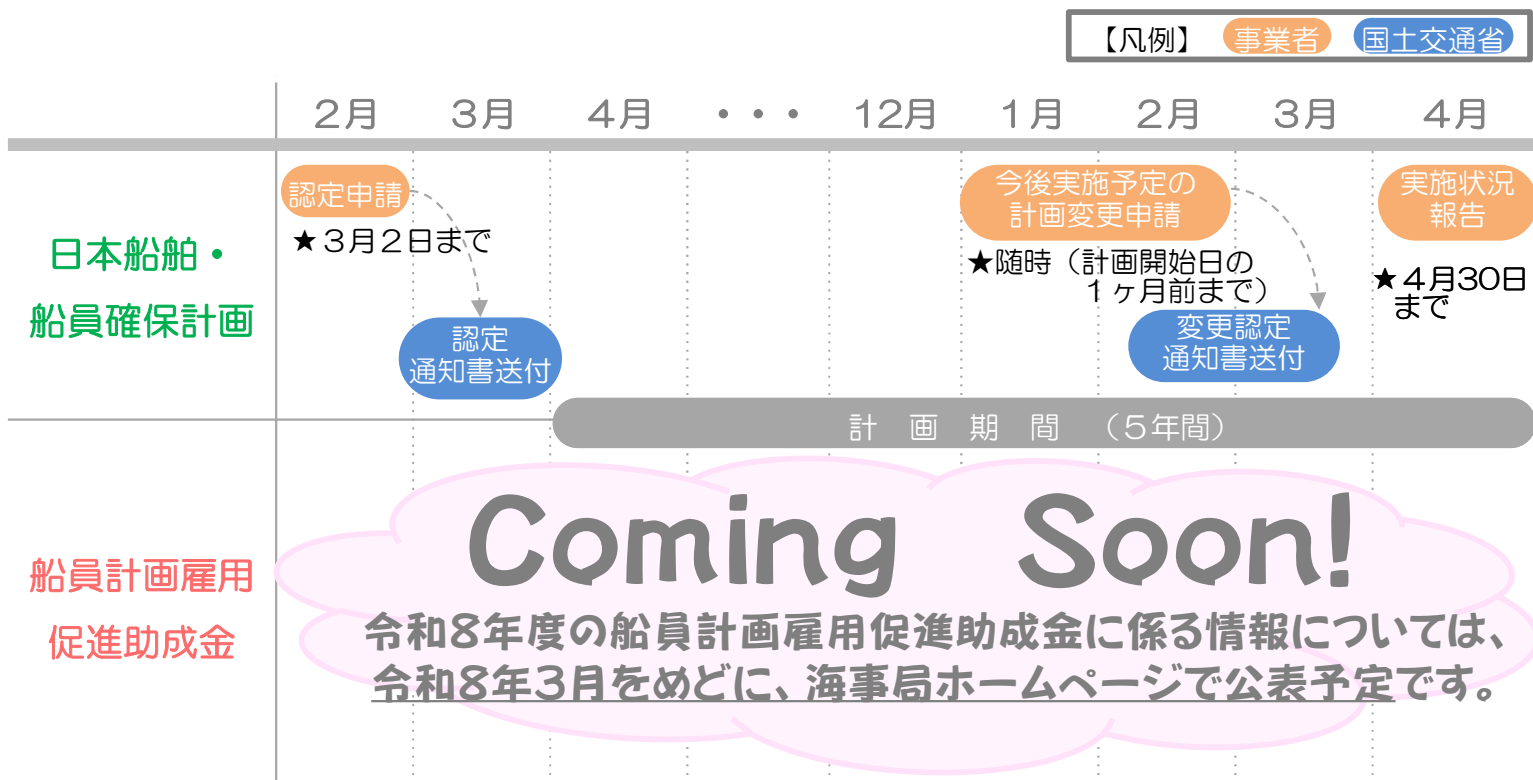 【凡例】 事業者 国土交通省
2月 3月 4月 ・・・ 12月 1月 2月 3月 4月
日本船舶・
船員確保計画
認定申請
★３月２日まで
認定
通知書送付
今後実施予定の
計画変更申請
★随時（計画開始日の
１ヶ月前まで）
変更認定
通知書送付
実施状況
報告
★４月30日
まで
計画期間（５年間）
船員計画雇用
促進助成金
Coming Soon!
令和8年度の船員計画雇用促進助成金に係る情報については、
令和8年3月をめどに、海事局ホームページで公表予定です。